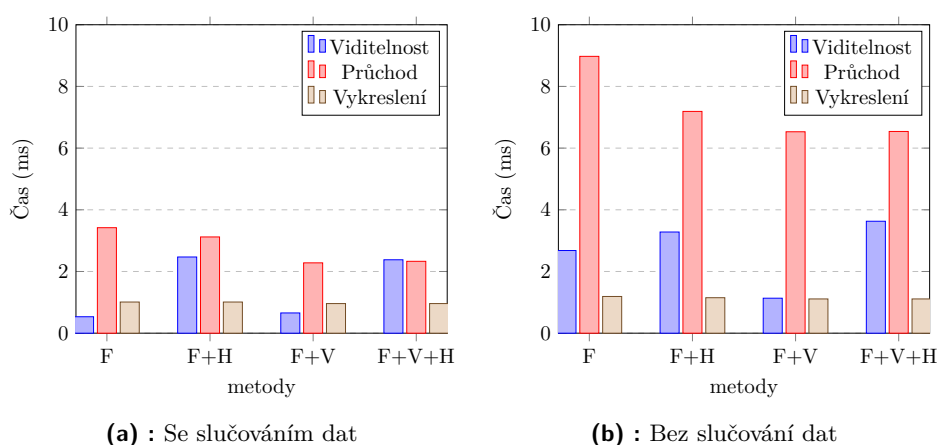 10
8
6
4
2
0
Čas (ms)
Viditelnost
Průchod
Vykreslení
F F+H F+V F+V+H
metody
(a) : Se slučováním dat
10
8
6
4
2
0
Čas (ms)
Viditelnost
Průchod
Vykreslení
F F+H F+V F+V+H
metody
(b) : Bez slučování dat